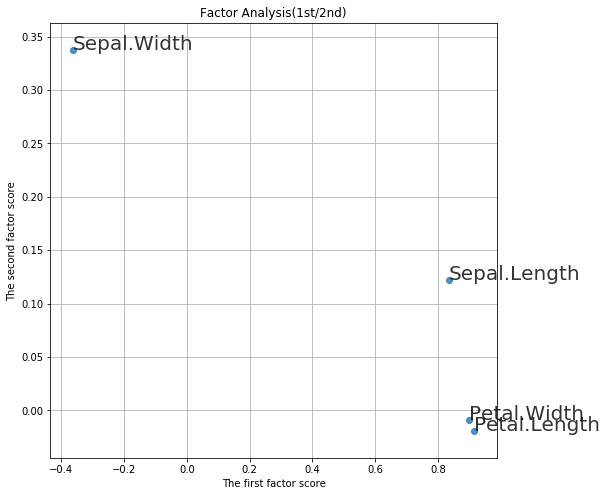 Factor Analysis(1st/2nd)
0.35
0.30
0.25
0.20
0.15
0.10
0.05
0.00
The second factor score
Sepal.Width
Sepal.Length
Petal.Width
Petal.Length
−0.4 −0.2 0.0 0.2 0.4 0.6 0.8
The first factor score